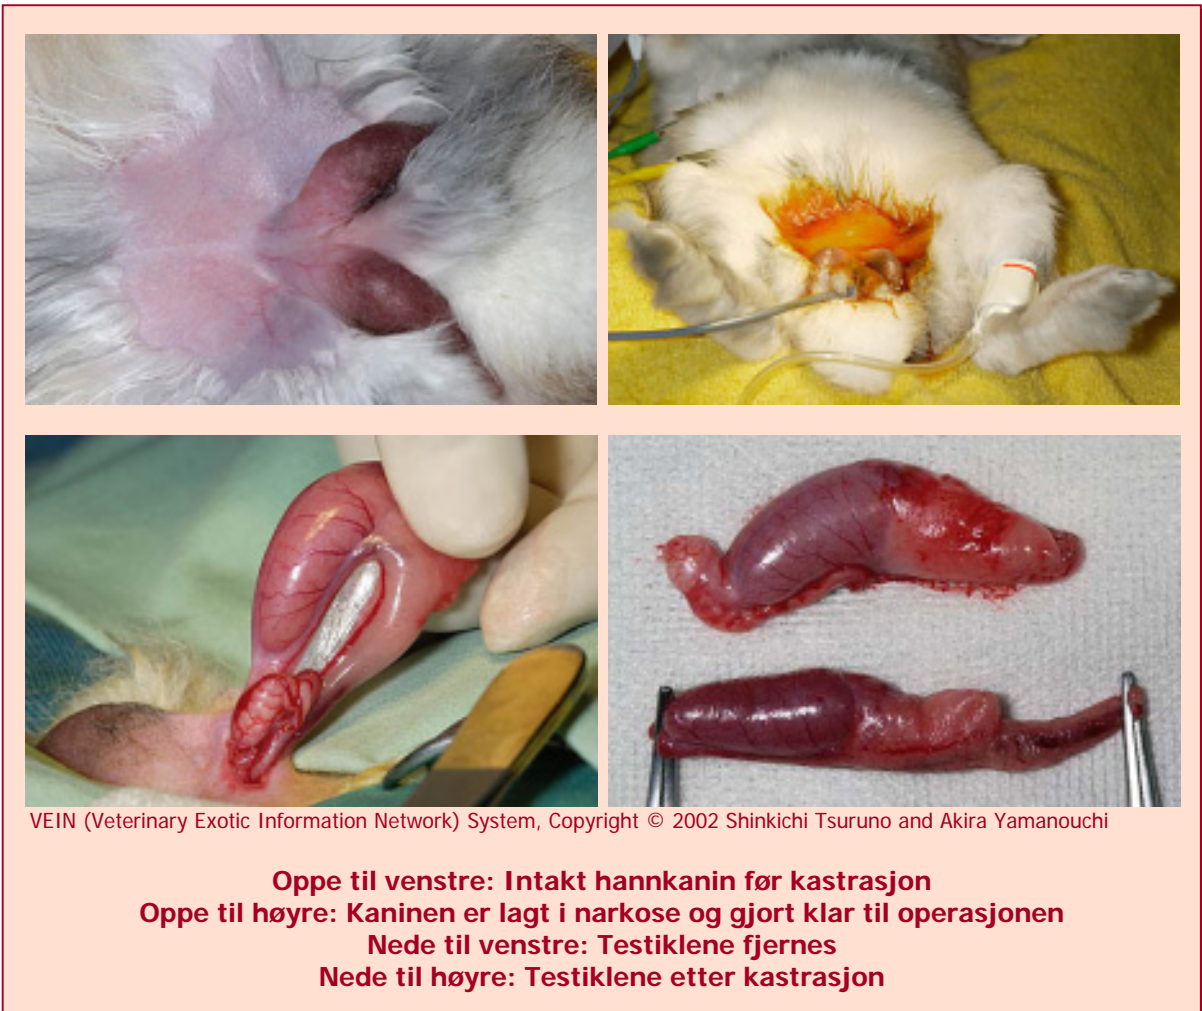 VEIN (Veterinary Exotic Information Network) System, Copyright © 2002 Shinkichi Tsuruno and Akira Yamanouchi
Oppe til venstre: Intakt hannkanin før kastrasjon
Oppe til høyre: Kaninen er lagt i narkose og gjort klar til operasjonen
Nede til venstre: Testiklene fjernes
Nede til høyre: Testiklene etter kastrasjon